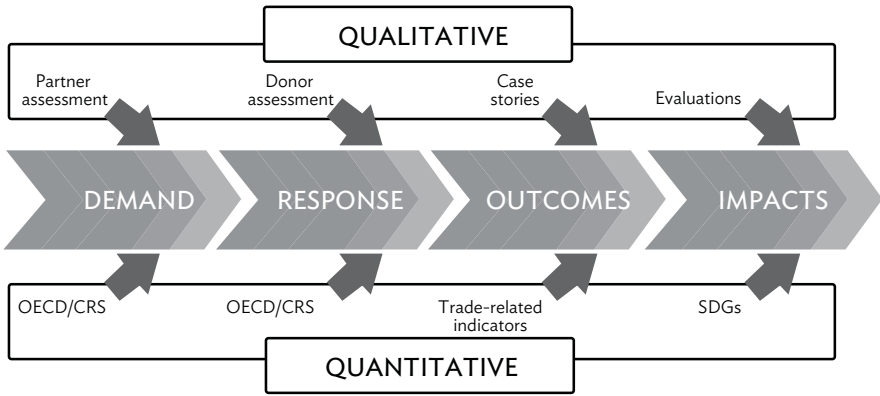 QUALITATIVE
Partner
assessment
Donor
assessment
Case
stories
Evaluations
DEMAND
RESPONSE
OUTCOMES
IMPACTS
OECD/CRS
OECD/CRS
Trade-related
indicators
SDGs
QUANTITATIVE